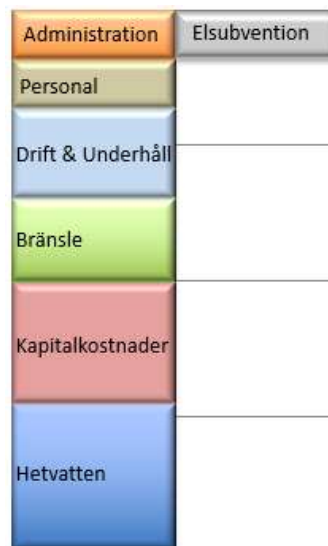 Administration
Elsubvention
Personal
Drift & Underhåll
Bränsle
Kapitalkostnader
Hetvatten